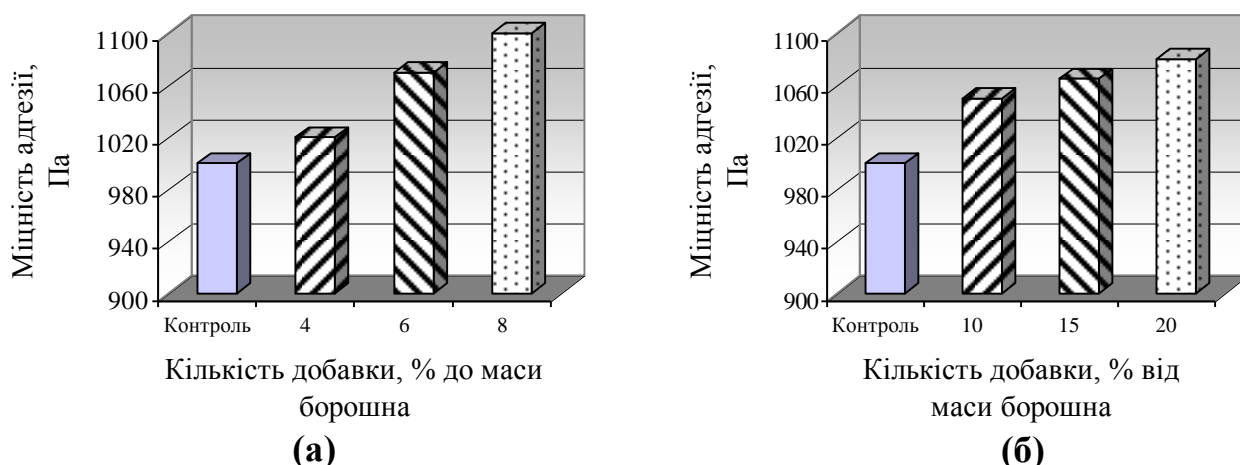 Міцність адгезії,
Па
1100
1060
1020
980
940
900
Контроль 4 6 8
Кількість добавки, % до маси
борошна
(а)
Міцність адгезії,
Па
1100
1060
1020
980
940
900
Контроль 10 15 20
Кількість добавки, % від
маси борошна
(б)